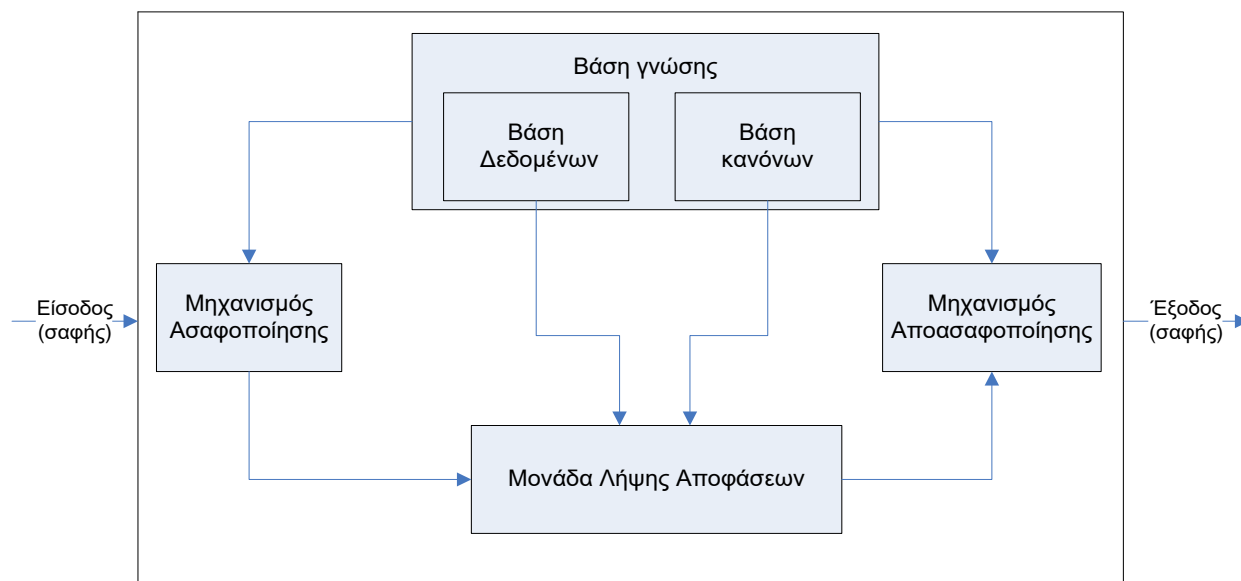 Βάση γνώσης
Βάση
Δεδομένων
Βάση
κανόνων
Είσοδος
(σαφής)
Μηχανισμός
Ασαφοποίησης
Μηχανισμός
Αποασαφοποίησης
Έξοδος
(σαφής)
Μονάδα Λήψης Αποφάσεων